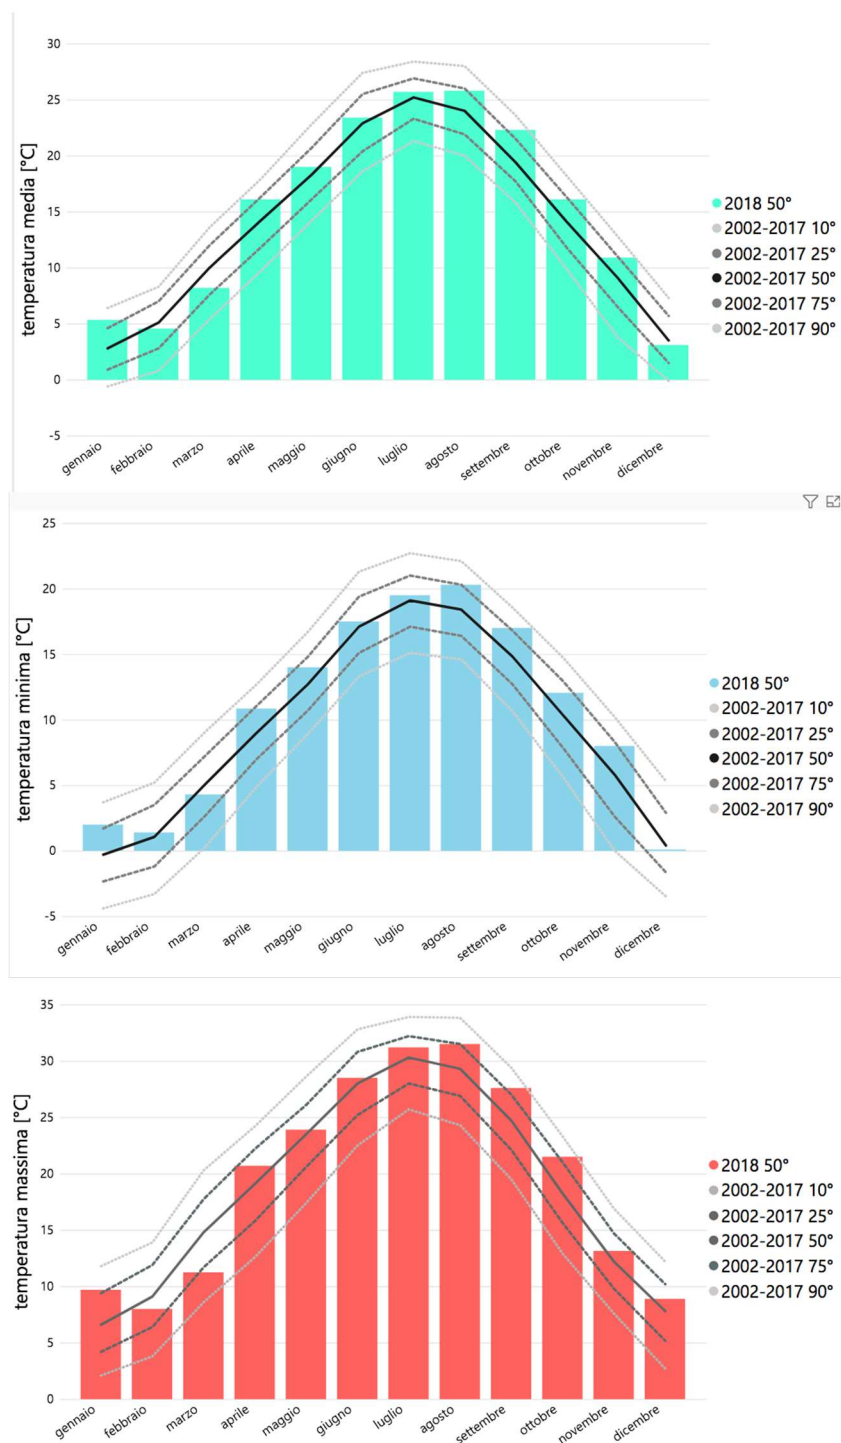 30
25
20
15
10
5
0
-5
temperatura media [°C]
gennaio
febbraio
marzo
aprile
maggio
giugno
luglio
agosto
settembre
ottobre
novembre
dicembre
2018 50°
2002-2017 10°
2002-2017 25°
2002-2017 50°
2002-2017 75°
2002-2017 90°
25
20
15
10
5
0
-5
temperatura minima [°C]
gennaio
febbraio
marzo
aprile
maggio
giugno
luglio
agosto
settembre
ottobre
novembre
dicembre
2018 50°
2002-2017 10°
2002-2017 25°
2002-2017 50°
2002-2017 75°
2002-2017 90°
35
30
25
20
15
10
5
0
temperatura massima [°C]
gennaio
febbraio
marzo
aprile
maggio
giugno
luglio
agosto
settembre
ottobre
novembre
dicembre
2018 50°
2002-2017 10°
2002-2017 25°
2002-2017 50°
2002-2017 75°
2002-2017 90°